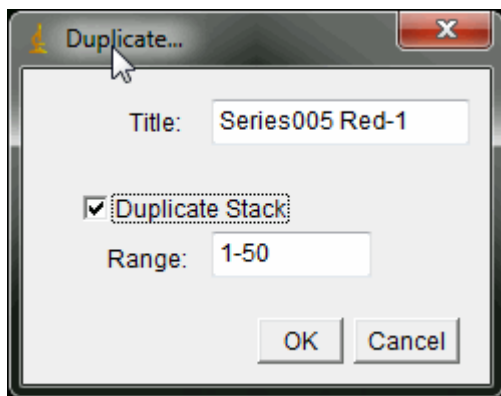 Duplicate...
Title: Series005 Red-1
Duplicate Stack
Range: 1-50
OK Cancel